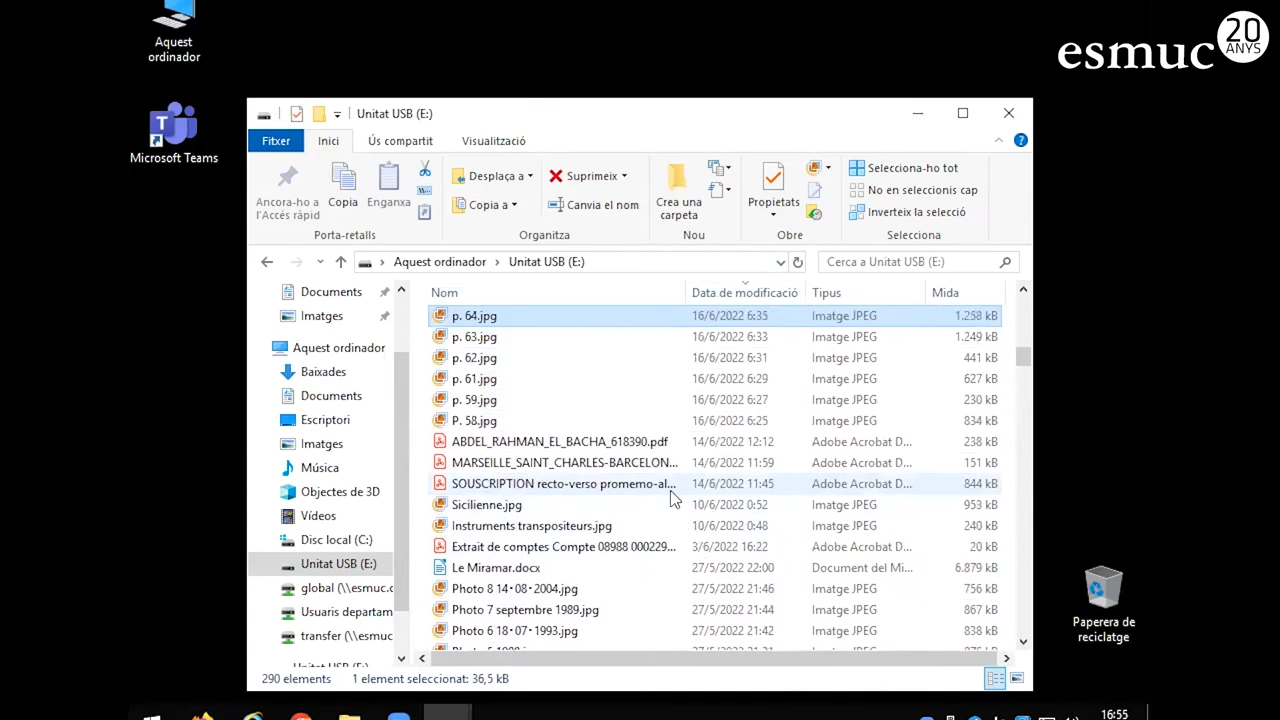 Aquest
ordinador
Microsoft Teams
esmuc
20
ANYS
Unitat USB (E:)
Fitxer Inici Ús compartit Visualització
Ancora-ho a
l'Accés ràpid
Copia
Enganxa
Porta-retalls
Desplaça a
Copia a
Suprimeix
Canvia el nom
Organitza
Crea una
carpeta
Nou
Propietats
Obre
Selecciona-ho tot
No en seleccionis cap
Inverteix la selecció
Selecciona
Aquest ordinador > Unitat USB (E:)
Cerca a Unitat USB (E:)
Documents
Imatges
Aquest ordinador
Baixades
Documents
Escriptori
Imatges
Música
Objectes de 3D
Vídeos
Disc local (C:)
Unitat USB (E:)
global (\\esmuc.c
Usuaris departam
transfer (\\esmuc
Unitat USB (E:)
Nom Data de modificació Tipus Mida
p. 64.jpg 16/6/2022 6:35 Imatge JPEG 1.258 kB
p. 63.jpg 16/6/2022 6:33 Imatge JPEG 1.249 kB
p. 62.jpg 16/6/2022 6:31 Imatge JPEG 441 kB
p. 61.jpg 16/6/2022 6:29 Imatge JPEG 627 kB
p. 59.jpg 16/6/2022 6:27 Imatge JPEG 230 kB
P. 58.jpg 16/6/2022 6:25 Imatge JPEG 834 kB
ABDEL_RAHMAN_EL_BACHA_618390.pdf 14/6/2022 12:12 Adobe Acrobat D... 238 kB
MARSEILLE_SAINT_CHARLES-BARCELON... 14/6/2022 11:59 Adobe Acrobat D... 151 kB
SOUSCRIPTION recto-verso promemo-al... 14/6/2022 11:45 Adobe Acrobat D... 844 kB
Sicilienne.jpg 10/6/2022 0:52 Imatge JPEG 953 kB
Instruments transpositeurs.jpg 10/6/2022 0:48 Imatge JPEG 240 kB
Extrait de comptes Compte 08988 000229... 3/6/2022 16:22 Adobe Acrobat D... 20 kB
Le Miramar.docx 27/5/2022 22:00 Document del Mi... 6.879 kB
Photo 8 14·08·2004.jpg 27/5/2022 21:46 Imatge JPEG 756 kB
Photo 7 septembre 1989.jpg 27/5/2022 21:44 Imatge JPEG 867 kB
Photo 6 18·07·1993.jpg 27/5/2022 21:42 Imatge JPEG 838 kB
290 elements 1 element seleccionat: 36,5 kB
Paperera de
reciclatge
16:55